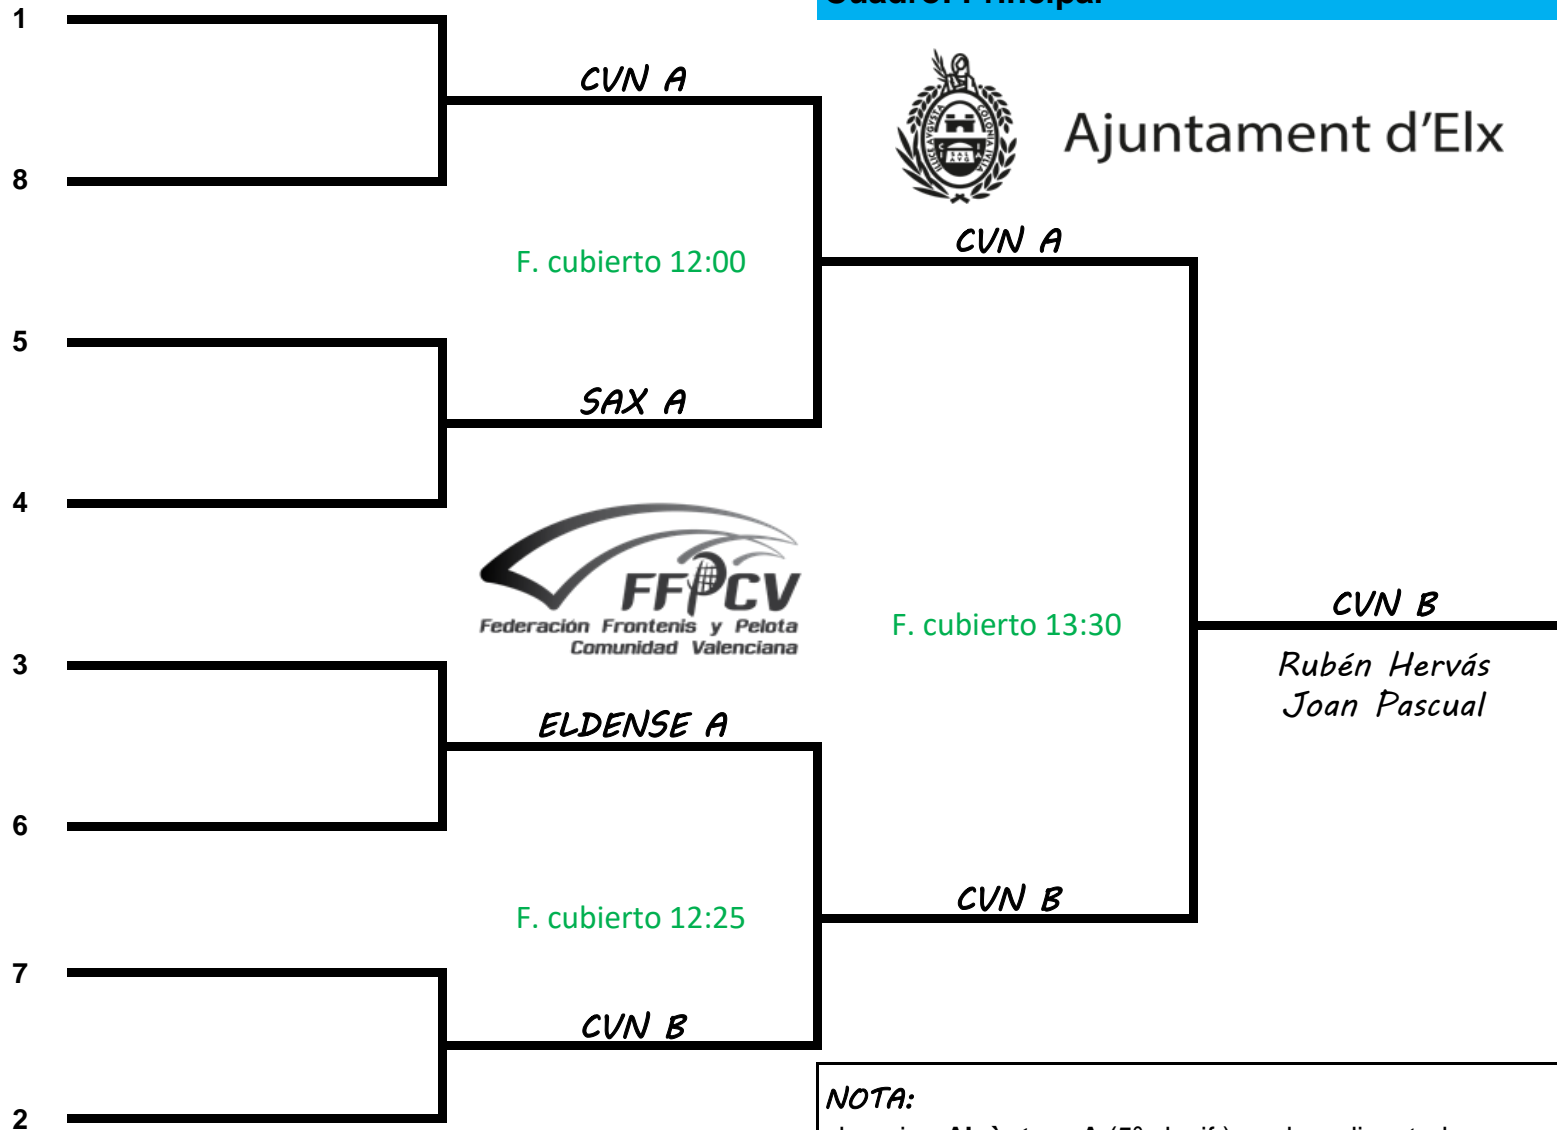 Cuadro: Principal
1
CVN A
8
Ajuntament d'Elx
CVN A
F. cubierto 12:00
5
SAX A
4
FFPCV
Federación Frontenis y Pelota
Comunidad Valenciana
F. cubierto 13:30
CVN B
Rubén Hervás
Joan Pascual
3
ELDENSE A
6
CVN B
F. cubierto 12:25
7
CVN B
2
NOTA: